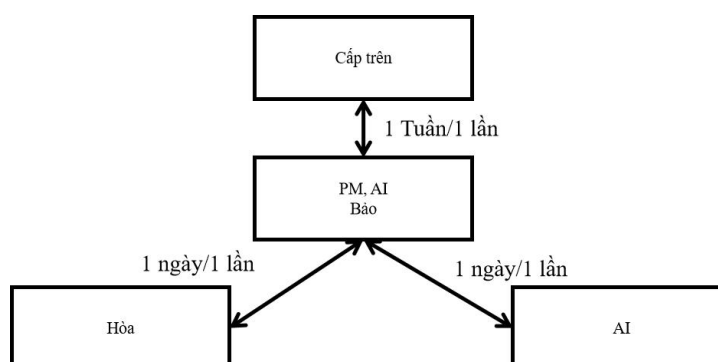 Cấp trên
1 Tuần/1 lần
PM, AI
Bảo
1 ngày/1 lần
1 ngày/1 lần
Hòa
AI